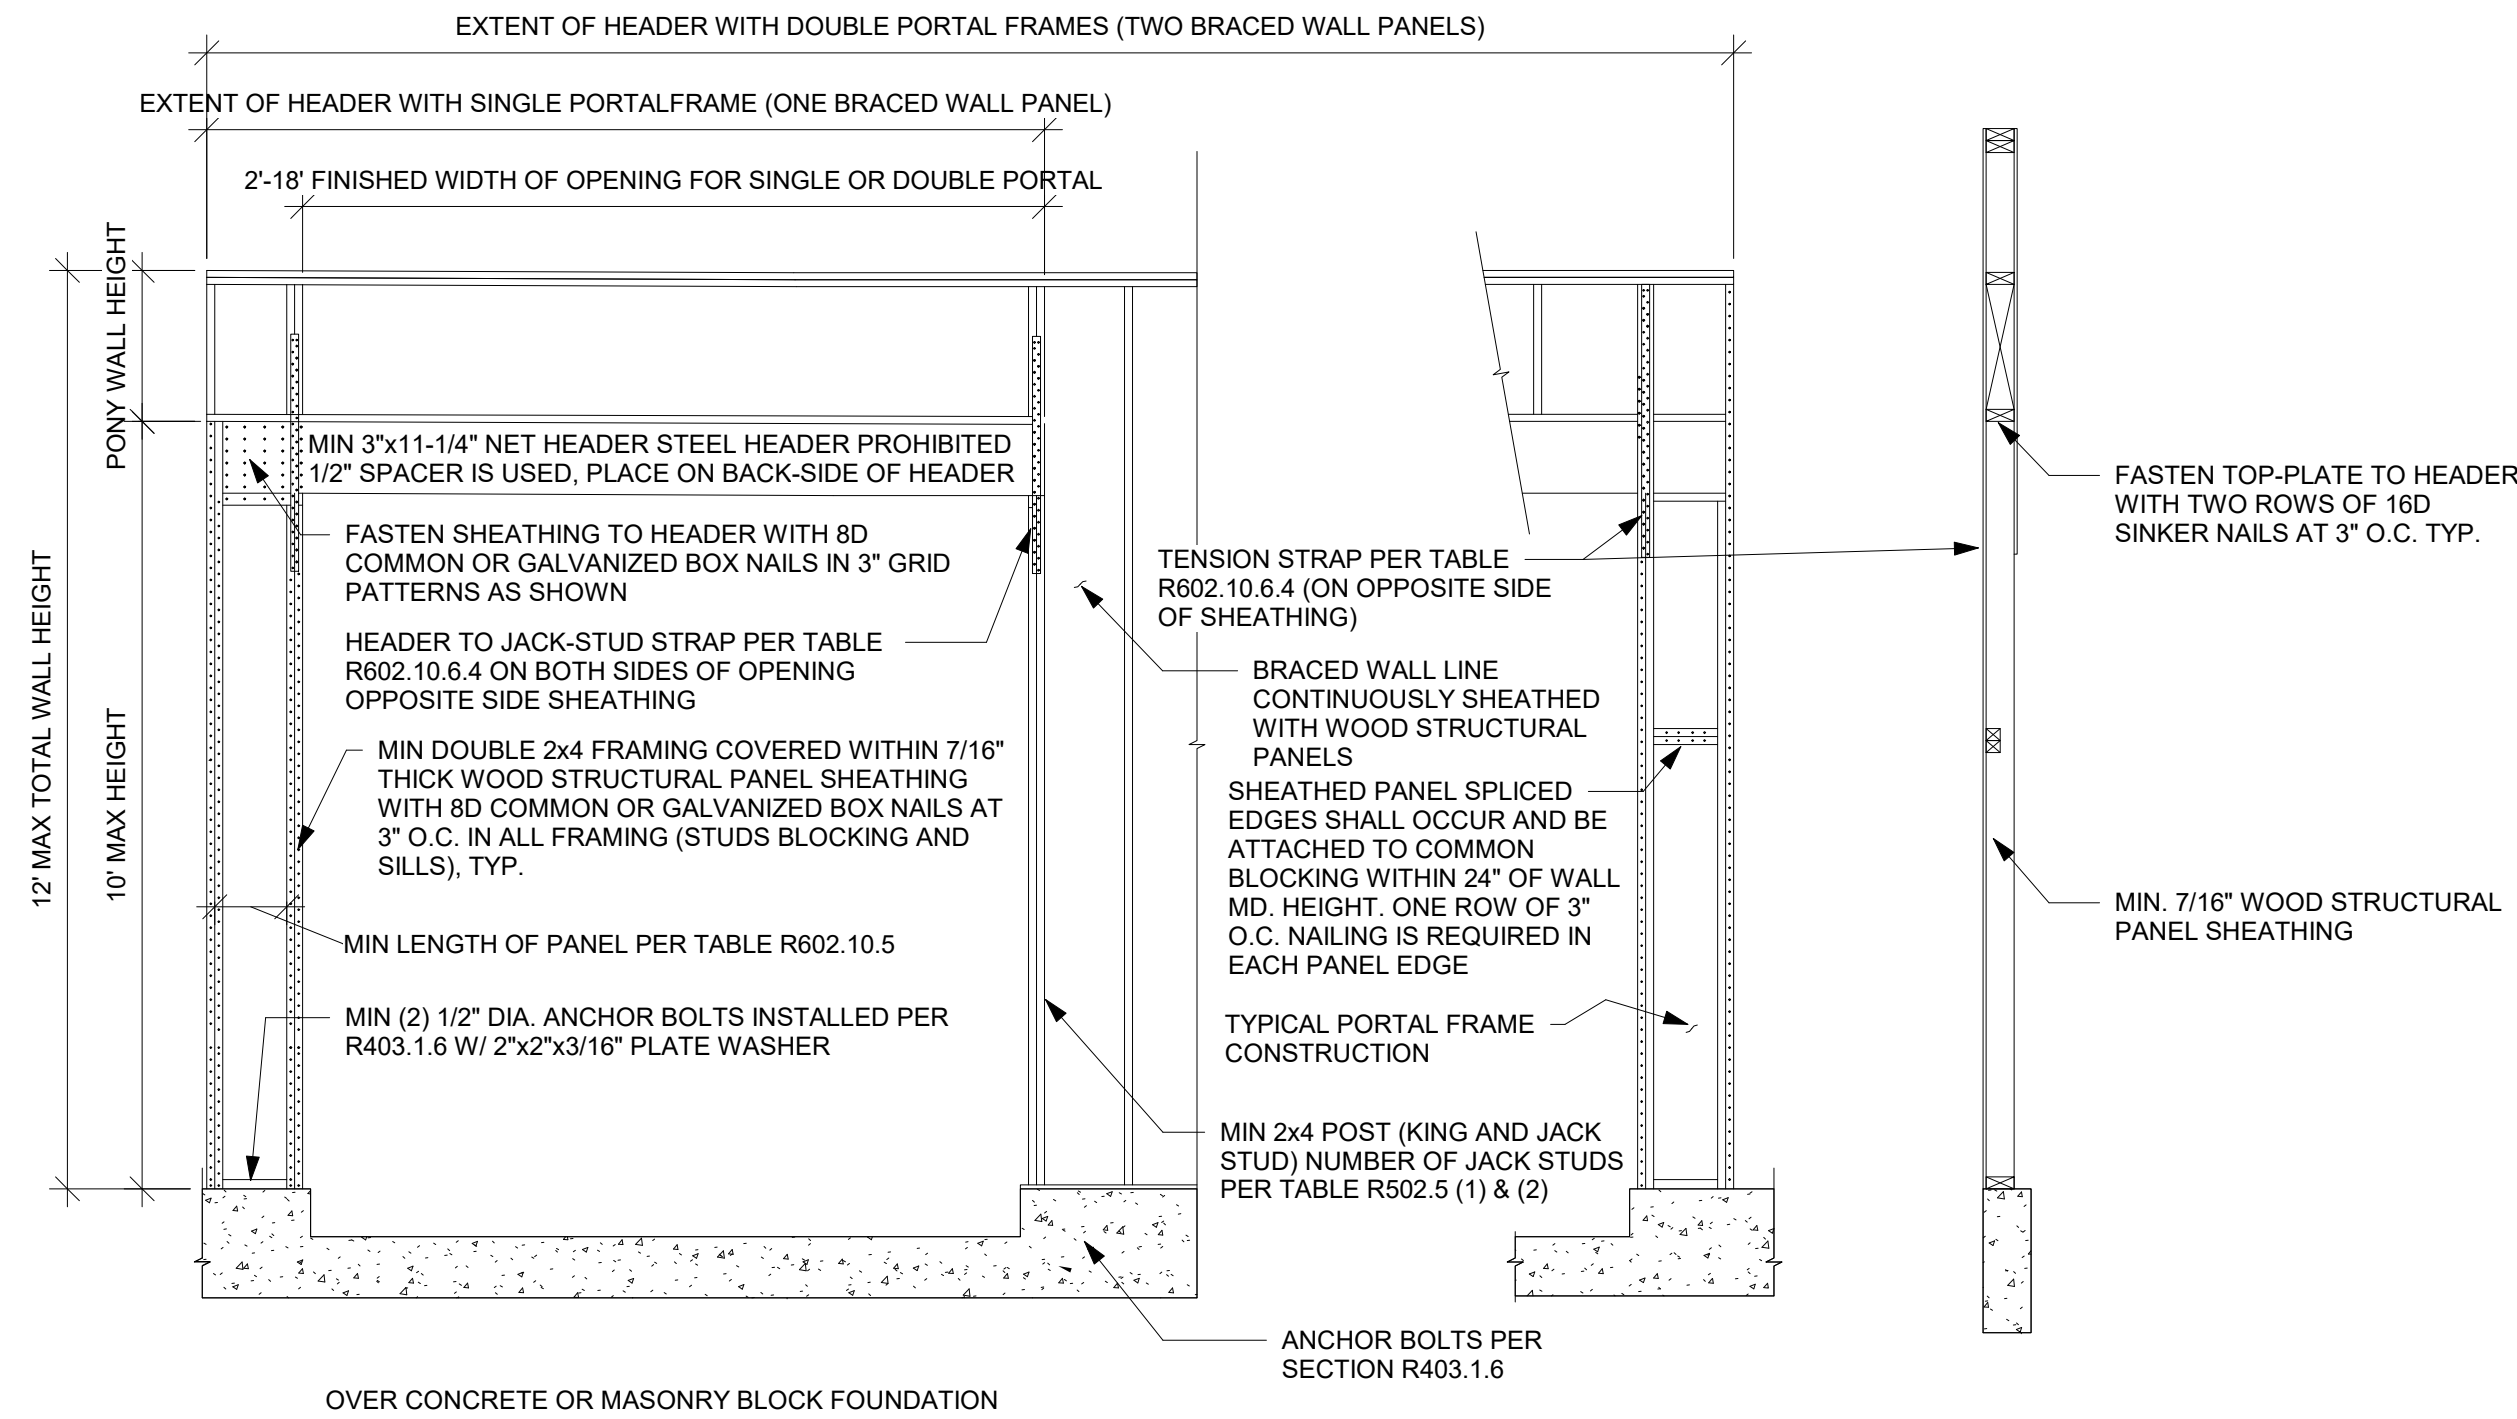 EXTENT OF HEADER WITH DOUBLE PORTAL FRAMES (TWO BRACED WALL PANELS)
EXTENT OF HEADER WITH SINGLE PORTALFRAME (ONE BRACED WALL PANEL)
2'-18' FINISHED WIDTH OF OPENING FOR SINGLE OR DOUBLE PORTAL
PONY WALL HEIGHT
12' MAX TOTAL WALL HEIGHT
10' MAX HEIGHT
MIN 3"x11-1/4" NET HEADER STEEL HEADER PROHIBITED
1/2" SPACER IS USED, PLACE ON BACK-SIDE OF HEADER
FASTEN SHEATHING TO HEADER WITH 8D
COMMON OR GALVANIZED BOX NAILS IN 3" GRID
PATTERNS AS SHOWN
HEADER TO JACK-STUD STRAP PER TABLE
R602.10.6.4 ON BOTH SIDES OF OPENING
OPPOSITE SIDE SHEATHING
MIN DOUBLE 2x4 FRAMING COVERED WITHIN 7/16"
THICK WOOD STRUCTURAL PANEL SHEATHING
WITH 8D COMMON OR GALVANIZED BOX NAILS AT
3" O.C. IN ALL FRAMING (STUDS BLOCKING AND
SILLS), TYP.
MIN LENGTH OF PANEL PER TABLE R602.10.5
MIN (2) 1/2" DIA. ANCHOR BOLTS INSTALLED PER
R403.1.6 W/ 2"x2"x3/16" PLATE WASHER
TENSION STRAP PER TABLE
R602.10.6.4 (ON OPPOSITE SIDE
OF SHEATHING)
BRACED WALL LINE
CONTINUOUSLY SHEATHED
WITH WOOD STRUCTURAL
PANELS
SHEATHED PANEL SPLICED
EDGES SHALL OCCUR AND BE
ATTACHED TO COMMON
BLOCKING WITHIN 24" OF WALL
MD. HEIGHT. ONE ROW OF 3"
O.C. NAILING IS REQUIRED IN
EACH PANEL EDGE
TYPICAL PORTAL FRAME
CONSTRUCTION
MIN 2x4 POST (KING AND JACK
STUD) NUMBER OF JACK STUDS
PER TABLE R502.5 (1) & (2)
ANCHOR BOLTS PER
SECTION R403.1.6
FASTEN TOP-PLATE TO HEADER
WITH TWO ROWS OF 16D
SINKER NAILS AT 3" O.C. TYP.
MIN. 7/16" WOOD STRUCTURAL
PANEL SHEATHING
OVER CONCRETE OR MASONRY BLOCK FOUNDATION